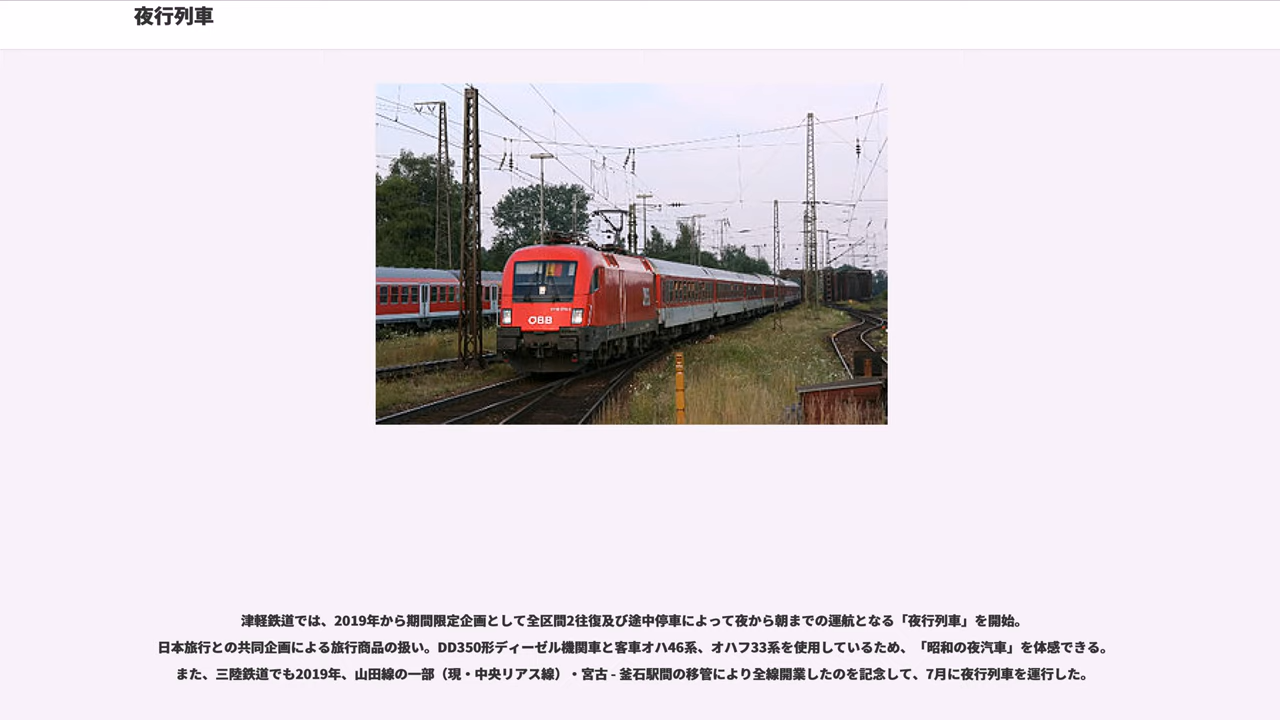 夜行列車
ÖBB
津軽鉄道では、2019年から期間限定企画として全区間2往復及び途中停車によって夜から朝までの運航となる「夜行列車」を開始。
日本旅行との共同企画による旅行商品の扱い。DD350形ディーゼル機関車と客車オハ46系、オハフ33系を使用しているため、「昭和の夜汽車」を体感できる。
また、三陸鉄道でも2019年、山田線の一部（現・中央リアス線）・宮古 - 釜石駅間の移管により全線開業したのを記念して、7月に夜行列車を運行した。